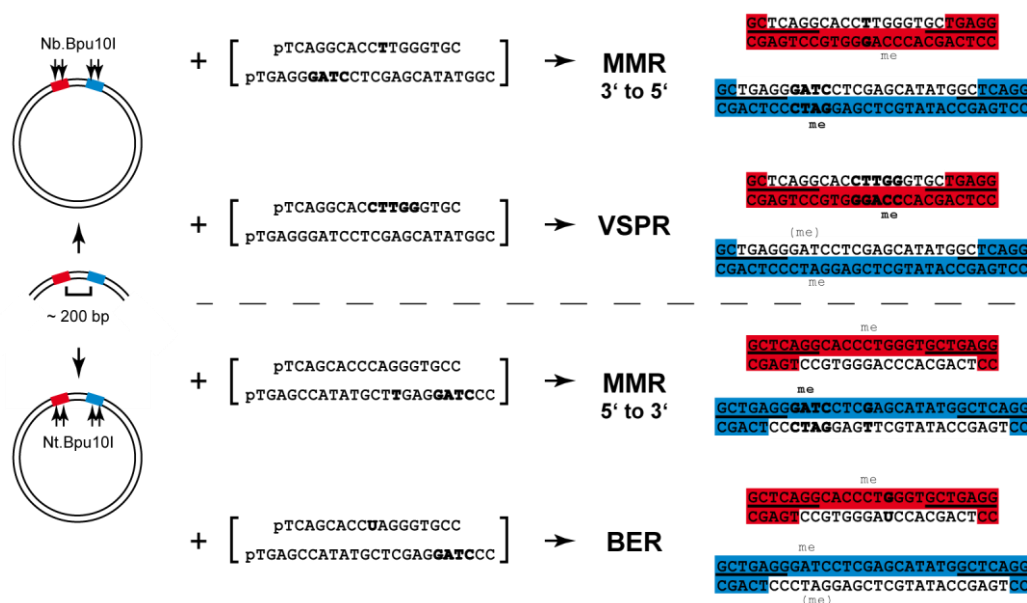 Nb.Bpu10I
+ [ pTCAGGCACCTTGGGTGC
pTGAGGGATCCTCGAGCATATGGC ]
MMR
3‘ to 5‘
GCTCAGGCACCTTGGGTGCTGAGG
CGAGTCCGTGGGACCCACGACTCC
me
GCTGAGGGATCCTCGAGCATATGGCTCAGG
CGACTCCCTAGGAGCTCGTATACCGAGTCC
me
+ [ pTCAGGCACCTTGGGTGC
pTGAGGGATCCTCGAGCATATGGC ]
VSPR
GCTCAGGCACCTTGGGTGCTGAGG
CGAGTCCGTGGGACCCACGACTCC
me
(me)
GCTGAGGGATCCTCGAGCATATGGCTCAGG
CGACTCCCTAGGAGCTCGTATACCGAGTCC
me
~ 200 bp
Nt.Bpu10I
+ [ pTCAGCACCCAGGGTGCC
pTGAGCCATATGCTTGAGGATCCC ]
MMR
5‘ to 3‘
me
GCTCAGGCACCCTGGGTGCTGAGG
CGAGTCCGTGGGACCCACGACTCC
me
GCTGAGGGATCCTCGAGCATATGGCTCAGG
CGACTCCCTAGGAGTTCGTATACCGAGTCC
+ [ pTCAGCACCUAGGGTGCC
pTGAGCCATATGCTCGAGGATCCC ]
BER
me
GCTCAGGCACCCTGGGTGCTGAGG
CGAGTCCGTGGGAUCCACGACTCC
me
GCTGAGGGATCCTCGAGCATATGGCTCAGG
CGACTCCCTAGGAGCTCGTATACCGAGTCC
(me)